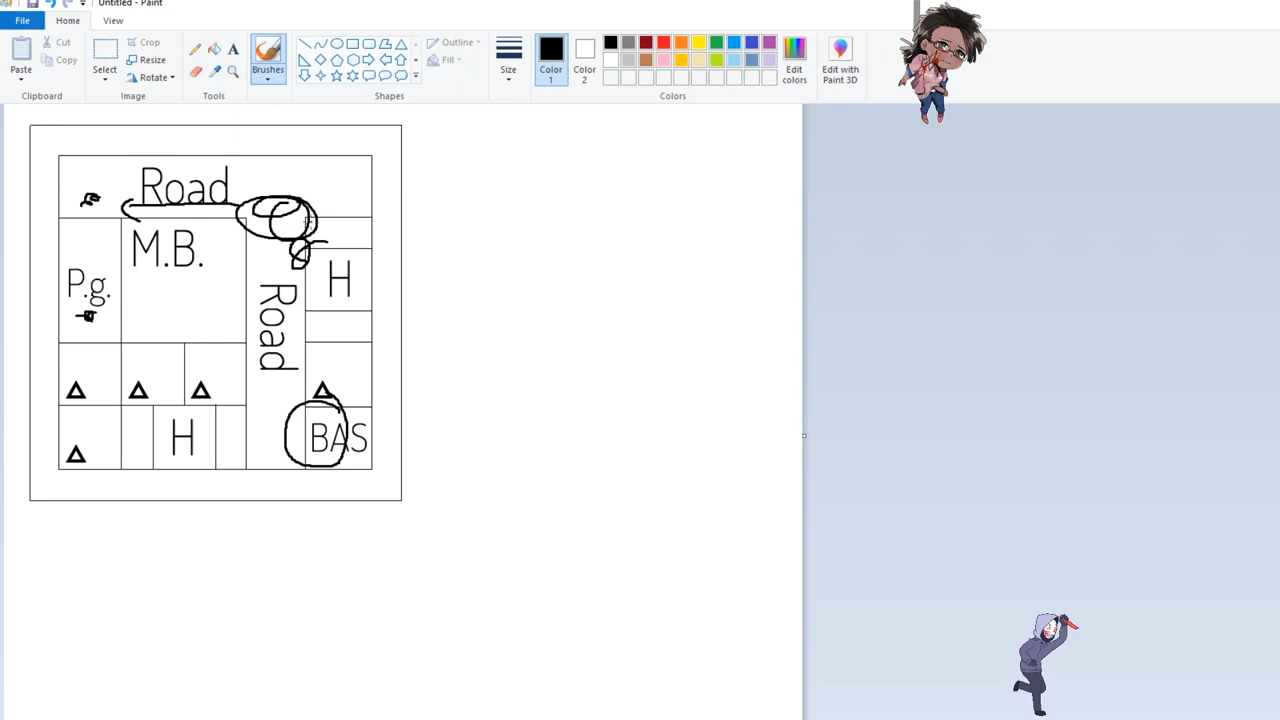 Untitled - Paint
File Home View
Paste
Cut
Copy
Clipboard
Select
Crop
Resize
Rotate
Image
A
Tools
Brushes
Shapes
Outline
Fill
Size
Color 1
Color 2
Edit colors
Edit with Paint 3D
Colors
Road
M.B.
P.g.
H
Road
H
BAS